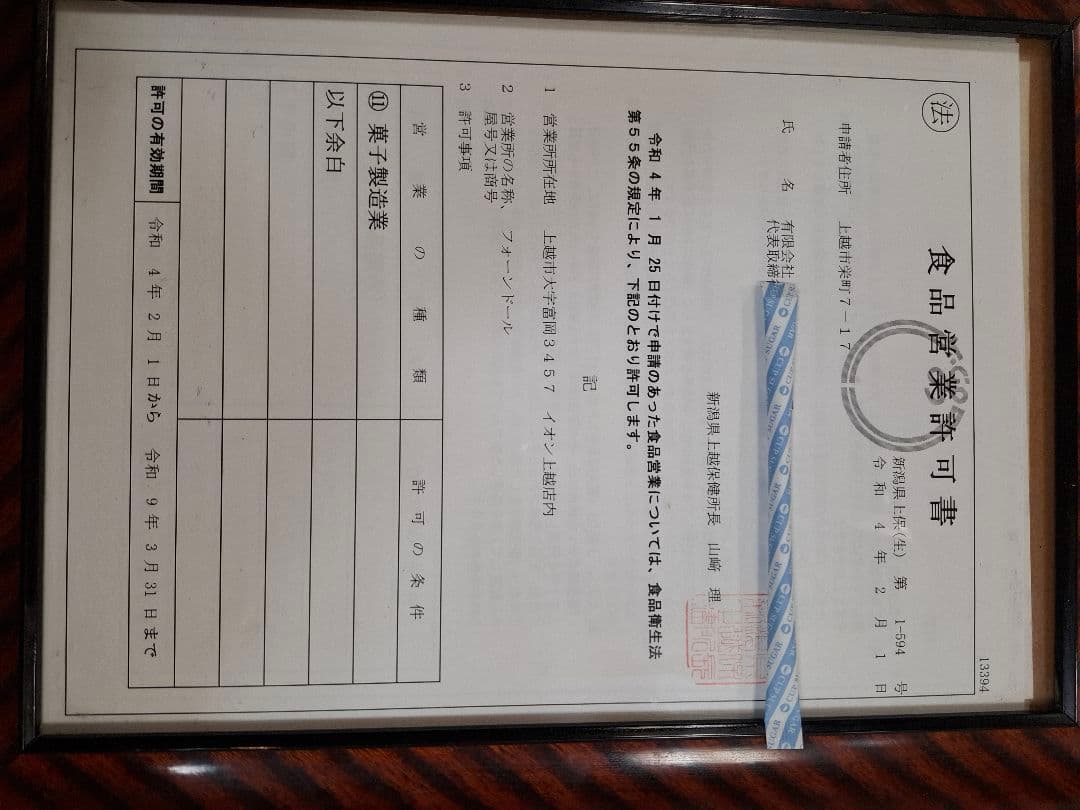 13394
法
食品営業許可書
新潟県上保(生) 第 1-594 号
令和 4 年 2 月 1 日
申請者住所 上越市栄町7-17
氏 名 有限会社
代表取締
新潟県上越保健所長 山﨑 理
令和 4 年 1 月 25 日付けで申請のあった食品営業については、食品衛生法
第55条の規定により、下記のとおり許可します。
記
1 営業所所在地 上越市大字富岡3457 イオン上越店内
2 営業所の名称、 フォーンドール
屋号又は商号
3 許可事項
営業の種類 許可の条件
⑪ 菓子製造業
以下余白
許可の有効期間 令和 4 年 2 月 1 日から 令和 9 年 3 月 31 日まで